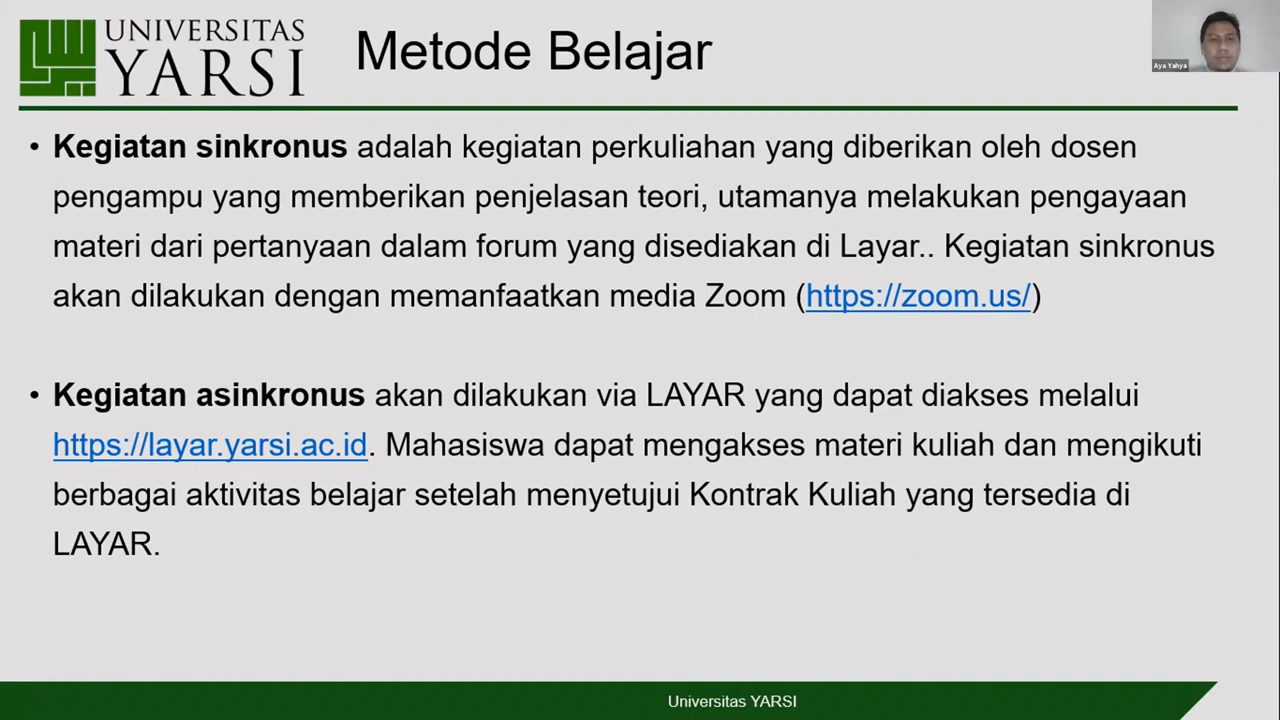 UNIVERSITAS
YARSI
Metode Belajar
Aya Yahya
• Kegiatan sinkronus adalah kegiatan perkuliahan yang diberikan oleh dosen
pengampu yang memberikan penjelasan teori, utamanya melakukan pengayaan
materi dari pertanyaan dalam forum yang disediakan di Layar.. Kegiatan sinkronus
akan dilakukan dengan memanfaatkan media Zoom (https://zoom.us/)
• Kegiatan asinkronus akan dilakukan via LAYAR yang dapat diakses melalui
https://layar.yarsi.ac.id. Mahasiswa dapat mengakses materi kuliah dan mengikuti
berbagai aktivitas belajar setelah menyetujui Kontrak Kuliah yang tersedia di
LAYAR.
Universitas YARSI